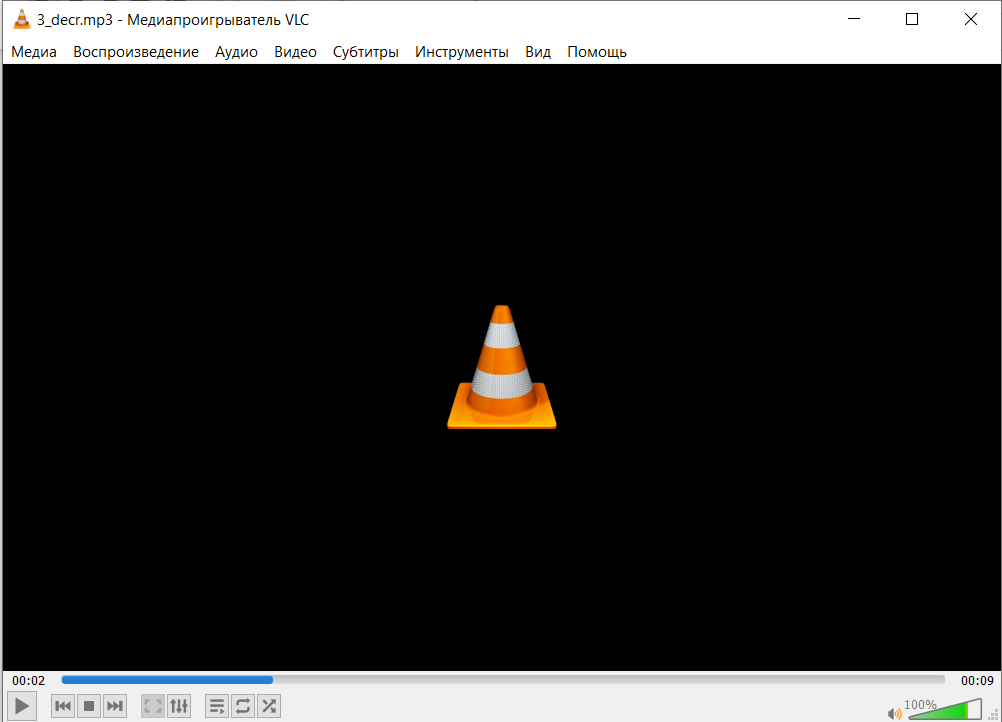 3_decr.mp3 - Медиапроигрыватель VLC
Медиа Воспроизведение Аудио Видео Субтитры Инструменты Вид Помощь
00:02 00:09
100%